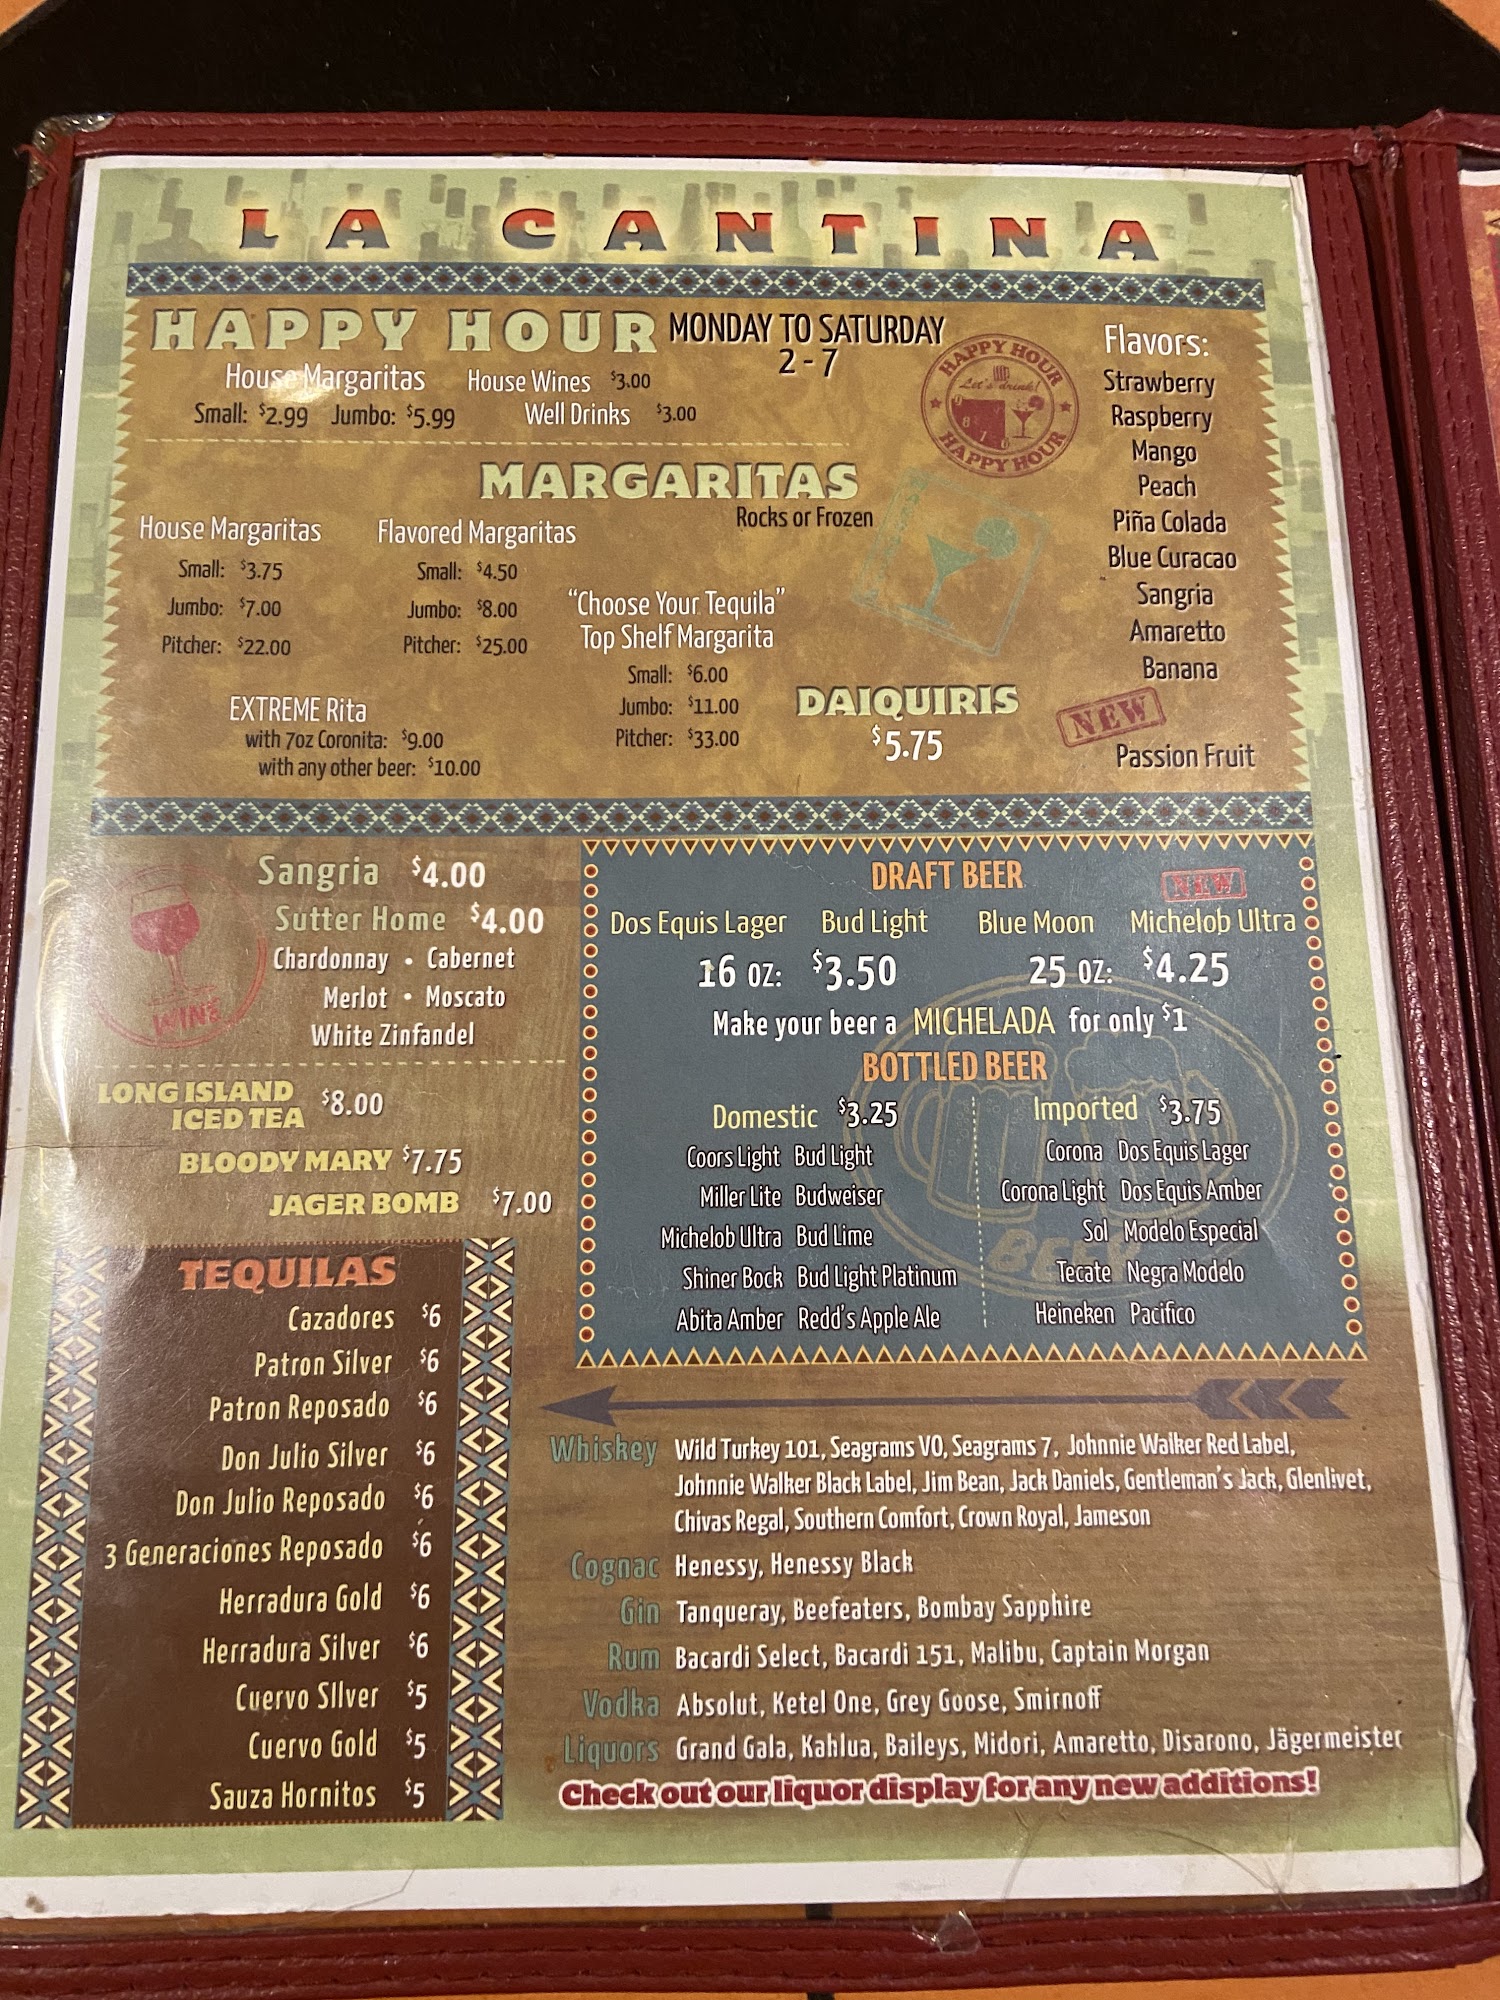 LA CANTINA
HAPPY HOUR MONDAY TO SATURDAY
2 - 7
House Margaritas House Wines $3.00
Small: $2.99 Jumbo: $5.99 Well Drinks $3.00
HAPPY HOUR
Let's drink!
HAPPY HOUR
Flavors:
Strawberry
Raspberry
Mango
Peach
Piña Colada
Blue Curacao
Sangria
Amaretto
Banana
NEW
Passion Fruit
MARGARITAS
Rocks or Frozen
House Margaritas
Small: $3.75
Jumbo: $7.00
Pitcher: $22.00
Flavored Margaritas
Small: $4.50
Jumbo: $8.00
Pitcher: $25.00
"Choose Your Tequila"
Top Shelf Margarita
Small: $6.00
Jumbo: $11.00
Pitcher: $33.00
EXTREME Rita
with 7oz Coronita: $9.00
with any other beer: $10.00
DAIQUIRIS
$5.75
Sangria $4.00
Sutter Home $4.00
Chardonnay • Cabernet
Merlot • Moscato
White Zinfandel
WINE
LONG ISLAND
ICED TEA $8.00
BLOODY MARY $7.75
JAGER BOMB $7.00
DRAFT BEER
NEW
Dos Equis Lager Bud Light Blue Moon Michelob Ultra
16 OZ: $3.50 25 OZ: $4.25
Make your beer a MICHELADA for only $1
BOTTLED BEER
Domestic $3.25
Coors Light Bud Light
Miller Lite Budweiser
Michelob Ultra Bud Lime
Shiner Bock Bud Light Platinum
Abita Amber Redd's Apple Ale
Imported $3.75
Corona Dos Equis Lager
Corona Light Dos Equis Amber
Sol Modelo Especial
Tecate Negra Modelo
Heineken Pacifico
BEER
TEQUILAS
Cazadores $6
Patron Silver $6
Patron Reposado $6
Don Julio Silver $6
Don Julio Reposado $6
3 Generaciones Reposado $6
Herradura Gold $6
Herradura Silver $6
Cuervo SIlver $5
Cuervo Gold $5
Sauza Hornitos $5
Whiskey Wild Turkey 101, Seagrams VO, Seagrams 7, Johnnie Walker Red Label,
Johnnie Walker Black Label, Jim Bean, Jack Daniels, Gentleman's Jack, Glenlivet,
Chivas Regal, Southern Comfort, Crown Royal, Jameson
Cognac Henessy, Henessy Black
Gin Tanqueray, Beefeaters, Bombay Sapphire
Rum Bacardi Select, Bacardi 151, Malibu, Captain Morgan
Vodka Absolut, Ketel One, Grey Goose, Smirnoff
Liquors Grand Gala, Kahlua, Baileys, Midori, Amaretto, Disarono, Jägermeister
Check out our liquor display for any new additions!